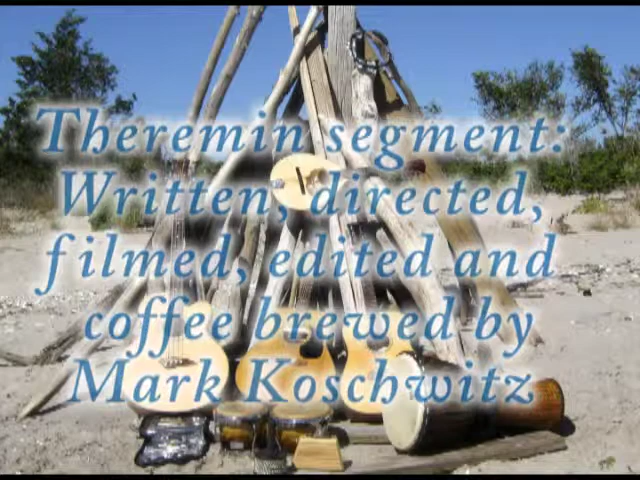 Theremin segment:
Written, directed,
filmed, edited and
coffee brewed by
Mark Koschwitz